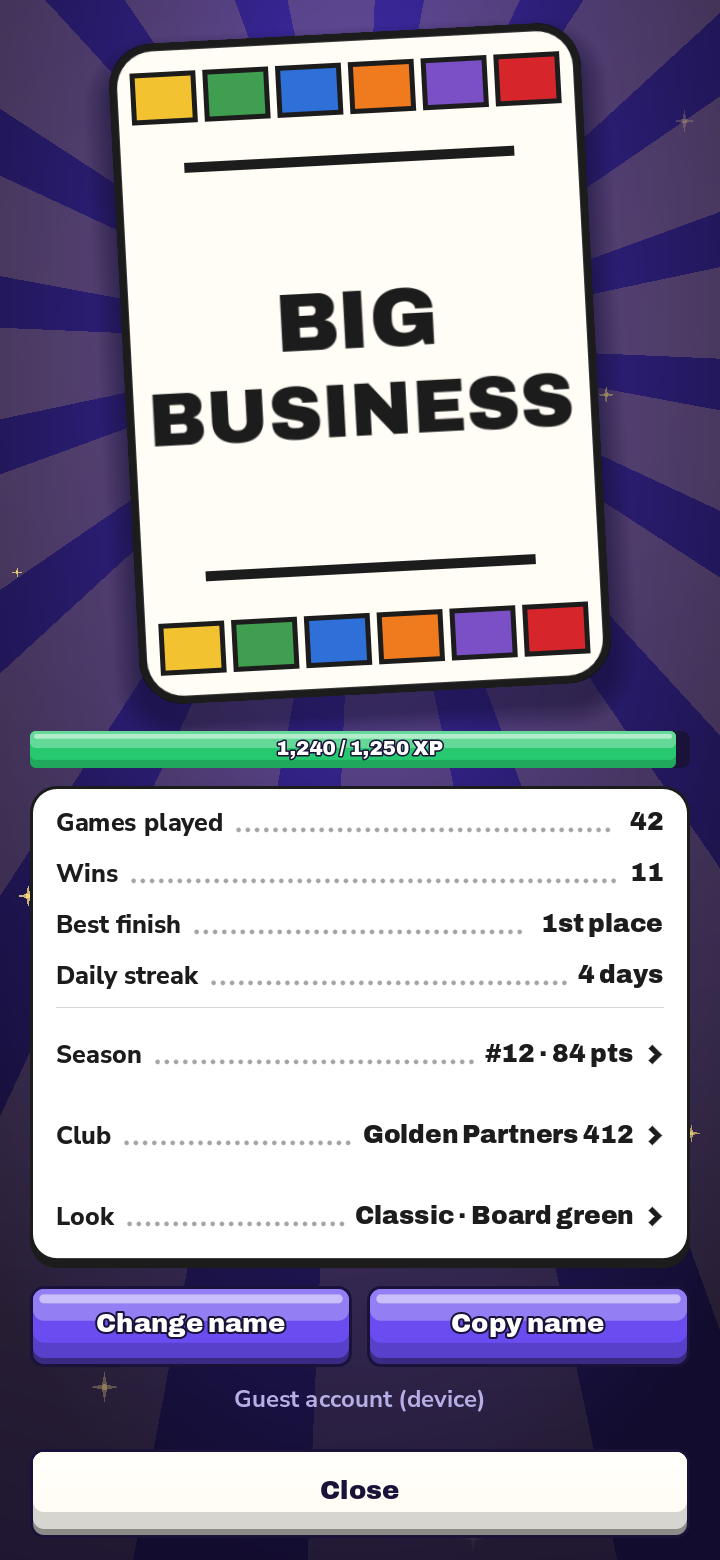 BIG
BUSINESS
1,240 / 1,250 XP
Games played 42
Wins 11
Best finish 1st place
Daily streak 4 days
Season #12 · 84 pts
Club Golden Partners 412
Look Classic · Board green
Change name Copy name
Guest account (device)
Close